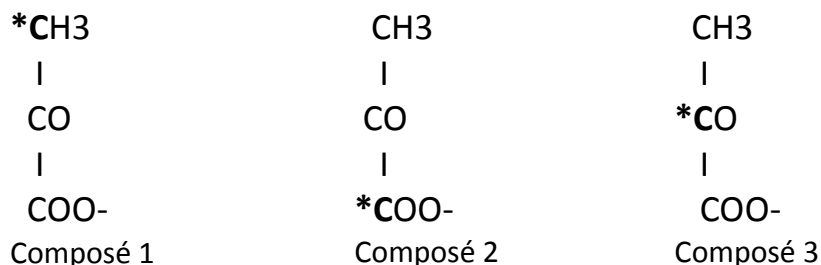 *CH3 CH3 CH3
I I I
CO CO *CO
I I I
COO- *COO- COO-
Composé 1 Composé 2 Composé 3